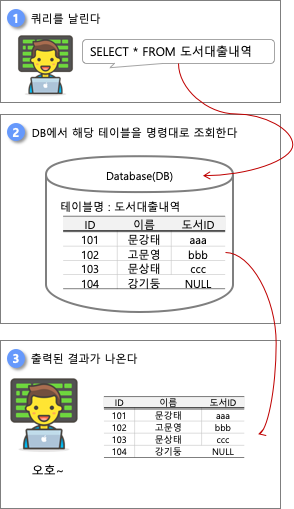 1 쿼리를 날린다
SELECT * FROM 도서대출내역
2 DB에서 해당 테이블을 명령대로 조회한다
Database(DB)
테이블명 : 도서대출내역
ID 이름 도서ID
101 문강태 aaa
102 고문영 bbb
103 문상태 ccc
104 강기둥 NULL
3 출력된 결과가 나온다
ID 이름 도서ID
101 문강태 aaa
102 고문영 bbb
103 문상태 ccc
104 강기둥 NULL
오호~